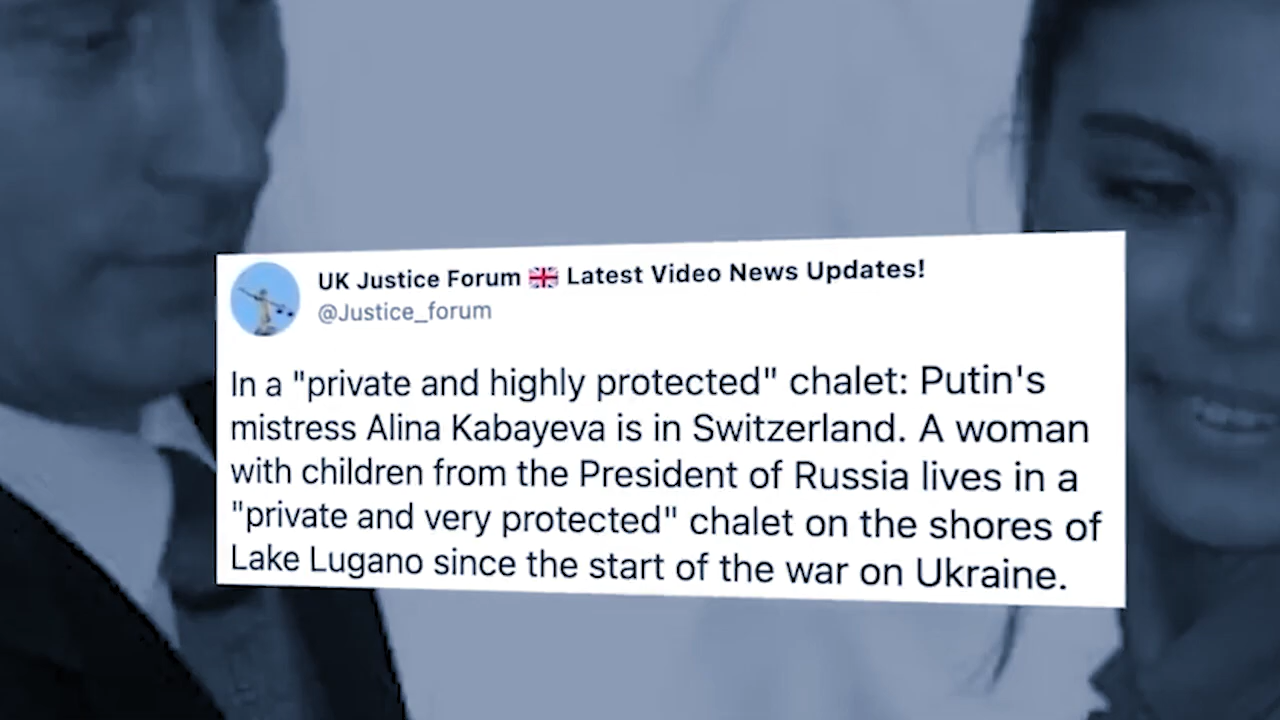 UK Justice Forum 🇬🇧 Latest Video News Updates!
@Justice_forum
In a "private and highly protected" chalet: Putin's
mistress Alina Kabayeva is in Switzerland. A woman
with children from the President of Russia lives in a
"private and very protected" chalet on the shores of
Lake Lugano since the start of the war on Ukraine.